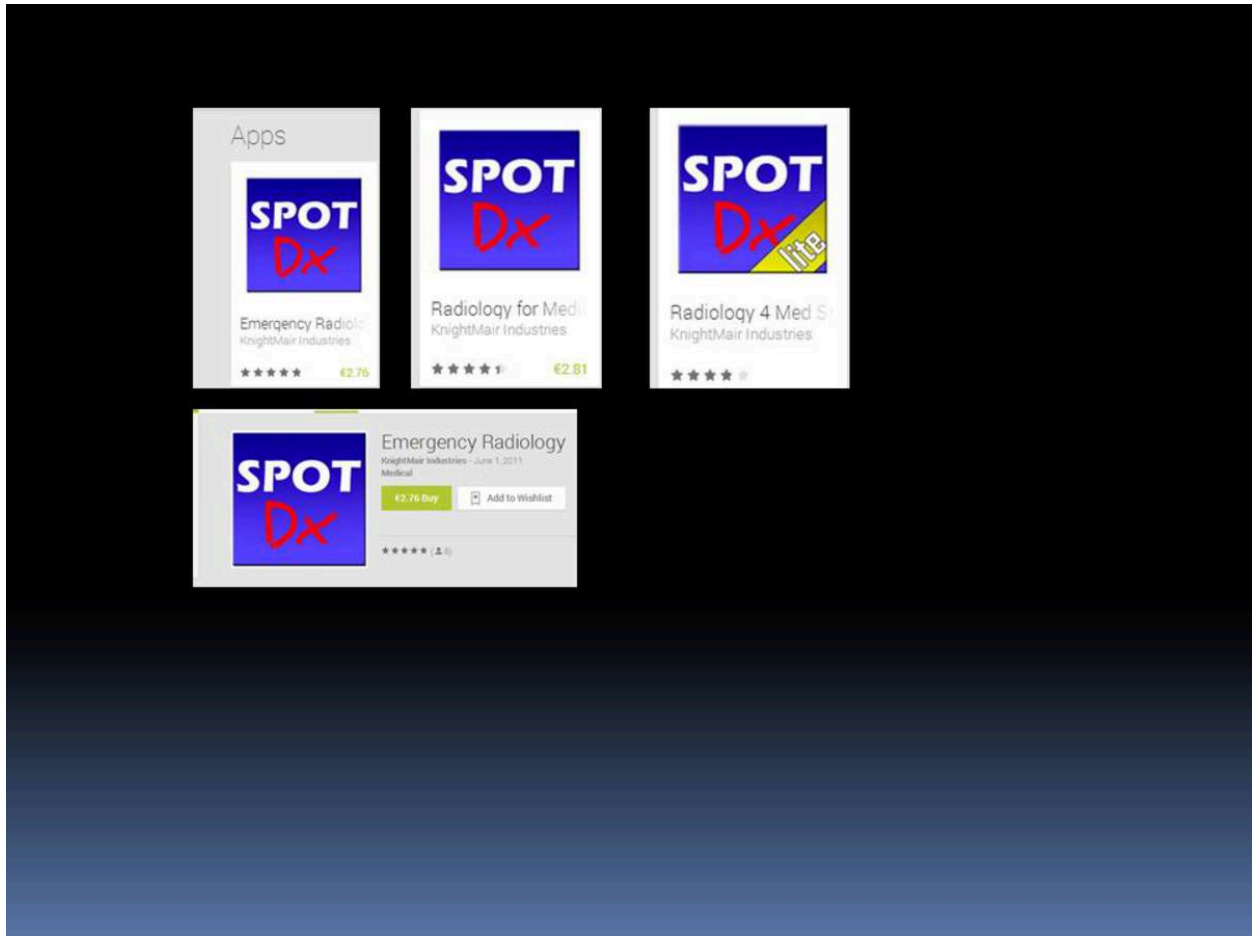 Apps
SPOT
Dx
Emergency Radiolo
KnightMair Industries
€2.76
SPOT
Dx
Radiology for Medi
KnightMair Industries
€2.81
SPOT
Dx
lite
Radiology 4 Med S
KnightMair Industries
SPOT
Dx
Emergency Radiology
KnightMair Industries - June 1, 2011
Medical
€2.76 Buy
Add to Wishlist